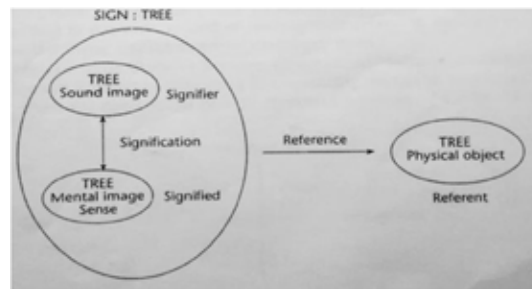 SIGN : TREE
TREE
Sound image
Signifier
Signification
TREE
Mental image
Sense
Signified
Reference
TREE
Physical object
Referent